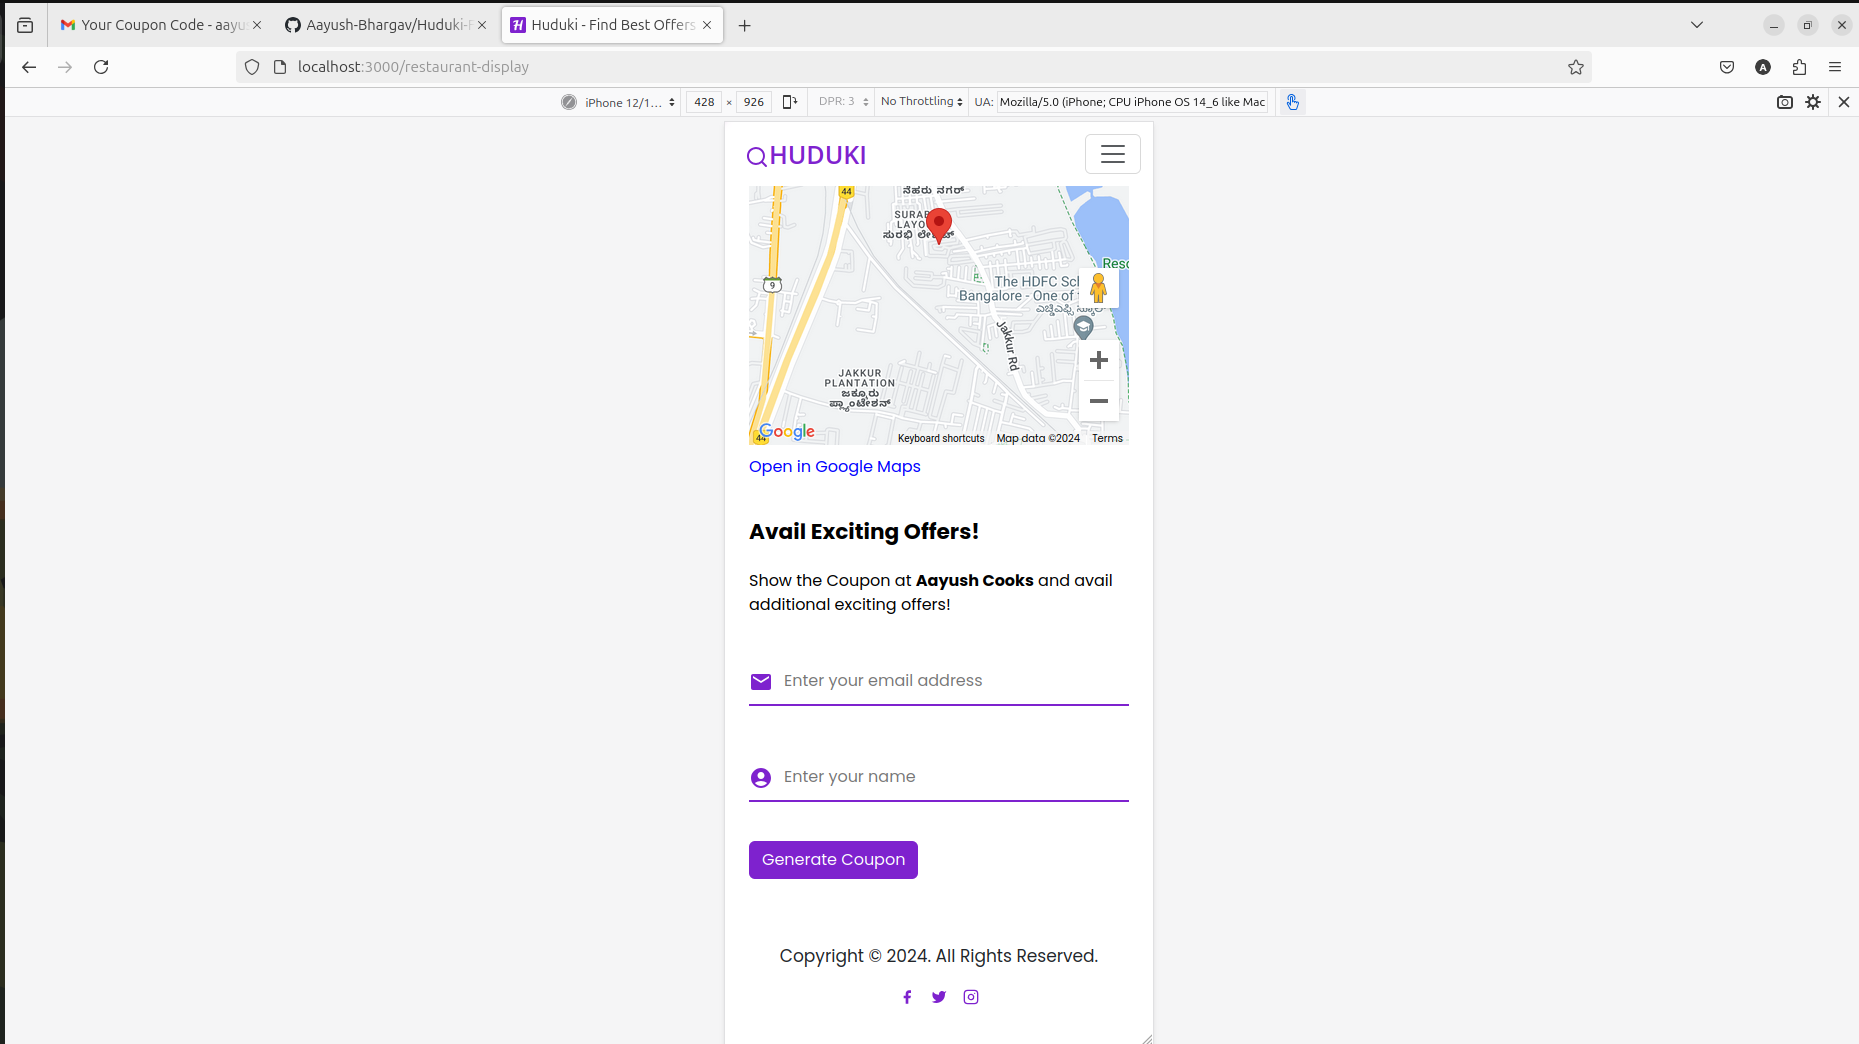 Your Coupon Code - aayu
Aayush-Bhargav/Huduki-F
Huduki - Find Best Offers
localhost:3000/restaurant-display
A
iPhone 12/1... 428 × 926 DPR: 3 No Throttling UA: Mozilla/5.0 (iPhone; CPU iPhone OS 14_6 like Mac
HUDUKI
ನೆಹರು ನಗರ್
44
SURAB
LAYO
ಸುರಭಿ ಲೇ
9
Reso
The HDFC Sch
Bangalore - One of
ಎಚ್ಡಿಎಫ್ಸಿ ಸ್ಕೂಲ್
Jakkur Rd
JAKKUR
PLANTATION
ಜಕ್ಕೂರು
ಪ್ಲಾಂಟೇಶನ್
44
Google
Keyboard shortcuts Map data ©2024 Terms
Open in Google Maps
Avail Exciting Offers!
Show the Coupon at Aayush Cooks and avail
additional exciting offers!
Enter your email address
Enter your name
Generate Coupon
Copyright © 2024. All Rights Reserved.